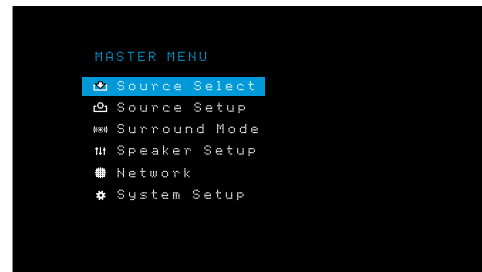 MASTER MENU
Source Select
Source Setup
Surround Mode
Speaker Setup
Network
System Setup